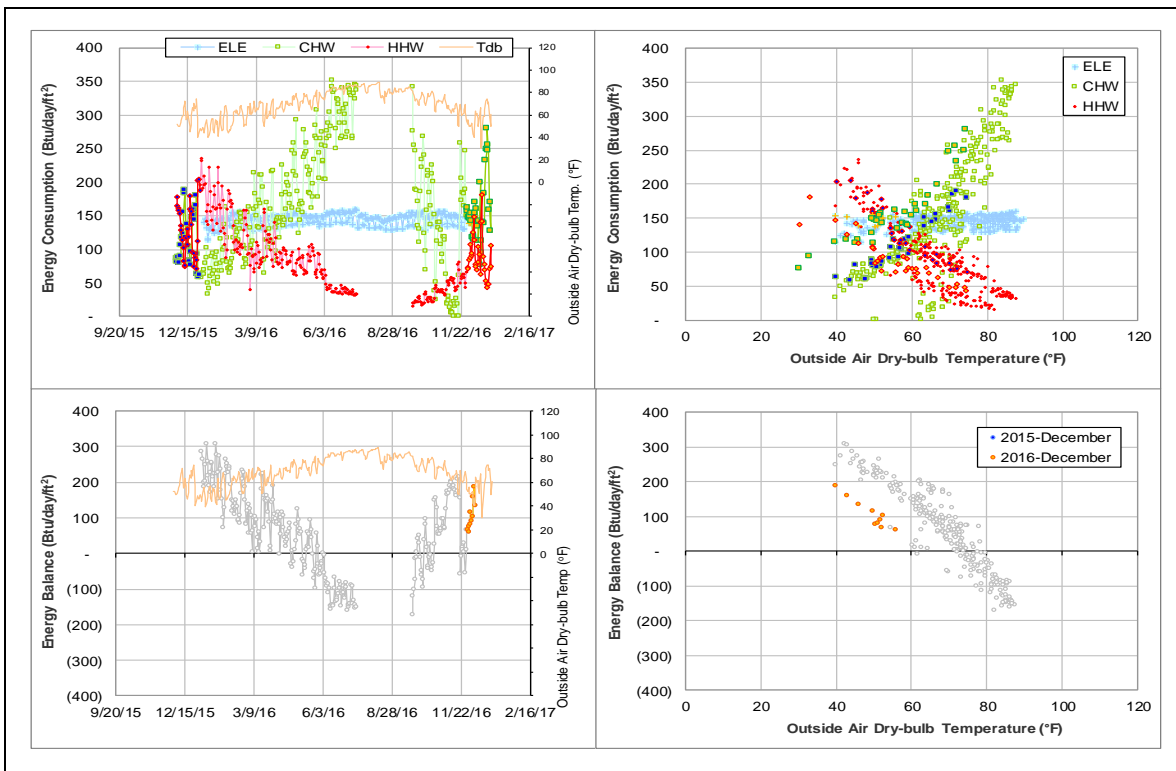 ELE CHW HHW Tdb
Energy Consumption (Btu/day/ft²)
400
350
300
250
200
150
100
50
-
120
100
80
60
40
20
0
Outside Air Dry-bulb Temp. (°F)
9/20/15 12/15/15 3/9/16 6/3/16 8/28/16 11/22/16 2/16/17
Energy Consumption (Btu/day/ft²)
400
350
300
250
200
150
100
50
-
ELE
CHW
HHW
0 20 40 60 80 100 120
Outside Air Dry-bulb Temperature (°F)
Energy Balance (Btu/day/ft²)
400
300
200
100
-
(100)
(200)
(300)
(400)
120
100
80
60
40
20
0
Outside Air Dry-bulb Temp (°F)
9/20/15 12/15/15 3/9/16 6/3/16 8/28/16 11/22/16 2/16/17
Energy Balance (Btu/day/ft²)
400
300
200
100
-
(100)
(200)
(300)
(400)
2015-December
2016-December
0 20 40 60 80 100 120
Outside Air Dry-bulb Temperature (°F)